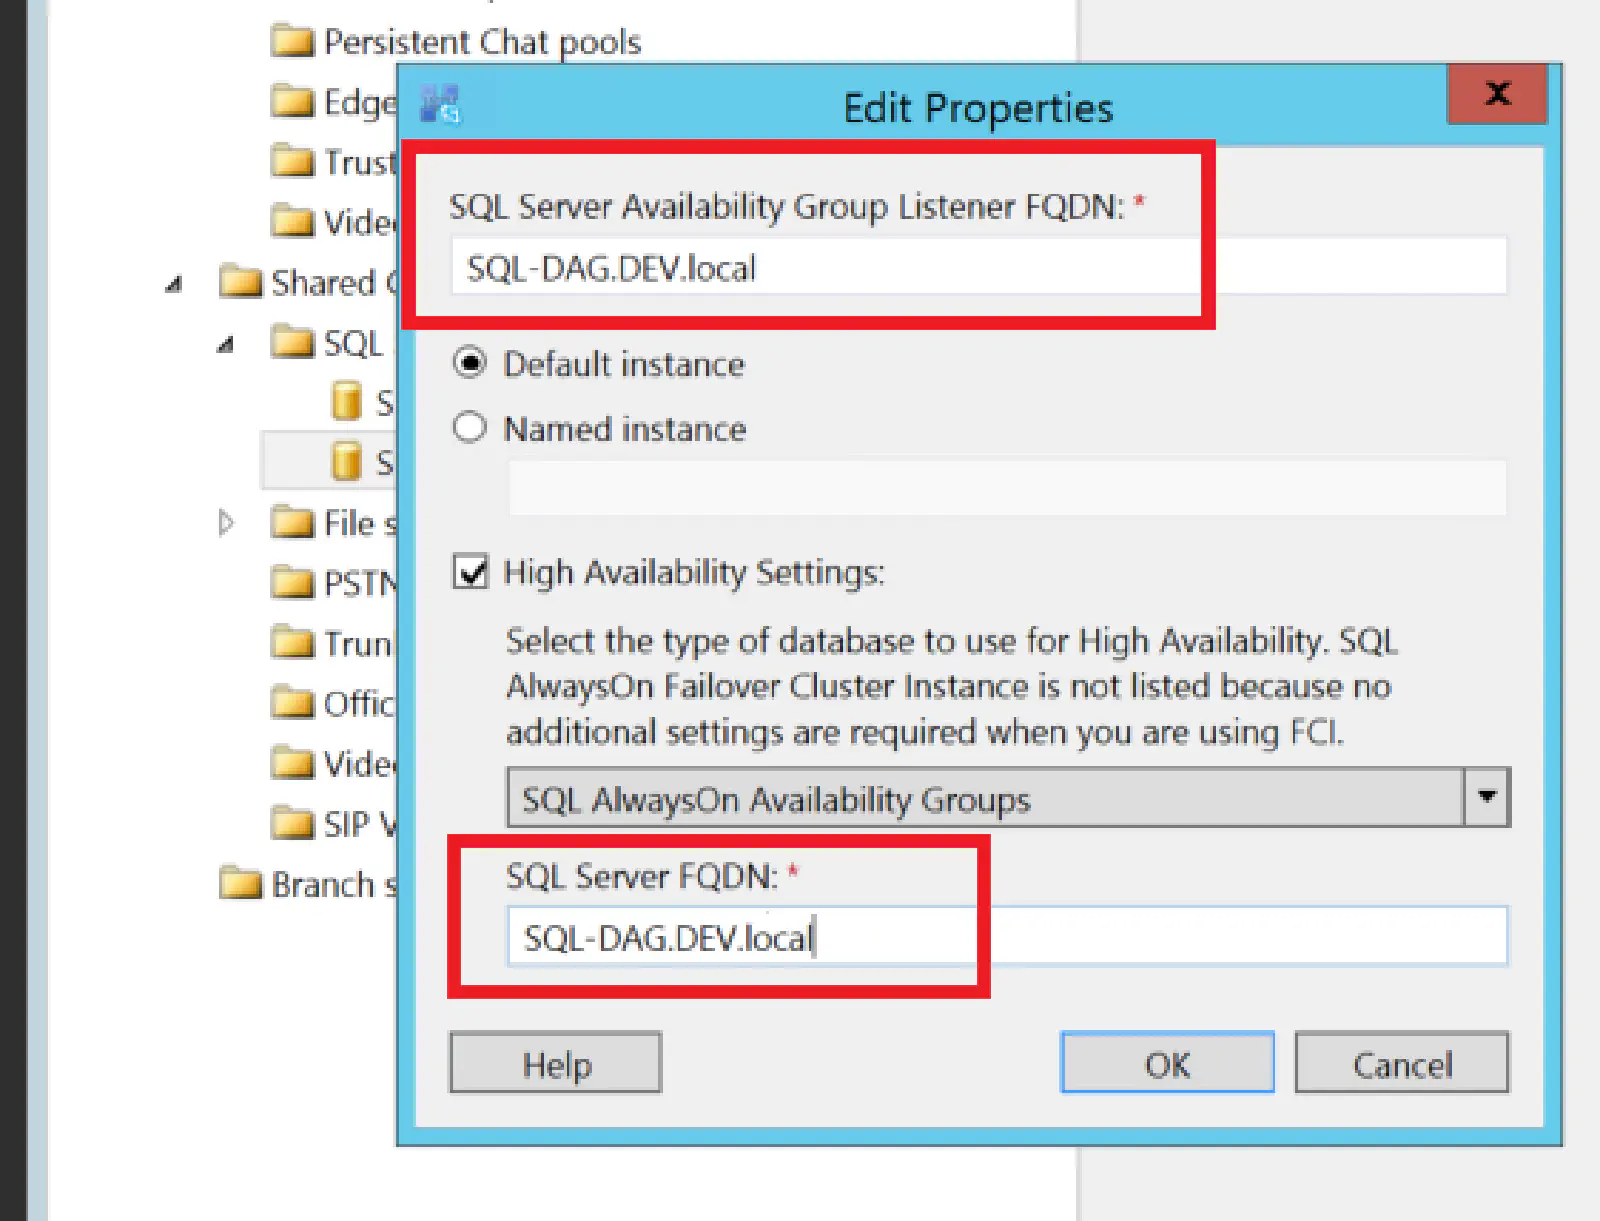 Persistent Chat pools
Edge
Trust
Video
Shared
SQL
S
S
File s
PSTN
Trun
Offic
Video
SIP V
Branch s
Edit Properties
x
SQL Server Availability Group Listener FQDN: *
SQL-DAG.DEV.local
Default instance
Named instance
High Availability Settings:
Select the type of database to use for High Availability. SQL
AlwaysOn Failover Cluster Instance is not listed because no
additional settings are required when you are using FCI.
SQL AlwaysOn Availability Groups
SQL Server FQDN: *
SQL-DAG.DEV.local
Help
OK
Cancel